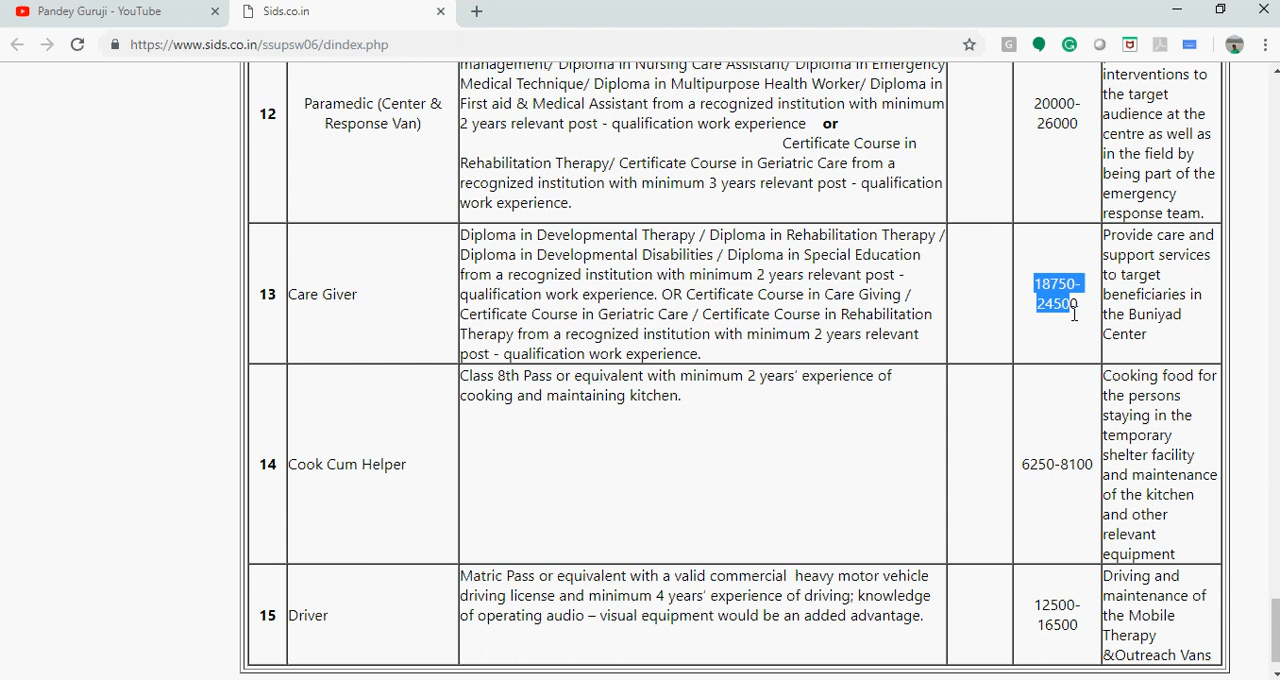 Pandey Guruji - YouTube
Sids.co.in
https://www.sids.co.in/ssupsw06/dindex.php
management/ Diploma in Nursing Care Assistant/ Diploma in Emergency
Medical Technique/ Diploma in Multipurpose Health Worker/ Diploma in
First aid & Medical Assistant from a recognized institution with minimum
2 years relevant post - qualification work experience or
Certificate Course in
Rehabilitation Therapy/ Certificate Course in Geriatric Care from a
recognized institution with minimum 3 years relevant post - qualification
work experience.
12
Paramedic (Center &
Response Van)
20000-
26000
interventions to
the target
audience at the
centre as well as
in the field by
being part of the
emergency
response team.
13
Care Giver
Diploma in Developmental Therapy / Diploma in Rehabilitation Therapy /
Diploma in Developmental Disabilities / Diploma in Special Education
from a recognized institution with minimum 2 years relevant post -
qualification work experience. OR Certificate Course in Care Giving /
Certificate Course in Geriatric Care / Certificate Course in Rehabilitation
Therapy from a recognized institution with minimum 2 years relevant
post - qualification work experience.
18750-
24500
Provide care and
support services
to target
beneficiaries in
the Buniyad
Center
14
Cook Cum Helper
Class 8th Pass or equivalent with minimum 2 years' experience of
cooking and maintaining kitchen.
6250-8100
Cooking food for
the persons
staying in the
temporary
shelter facility
and maintenance
of the kitchen
and other
relevant
equipment
15
Driver
Matric Pass or equivalent with a valid commercial heavy motor vehicle
driving license and minimum 4 years' experience of driving; knowledge
of operating audio – visual equipment would be an added advantage.
12500-
16500
Driving and
maintenance of
the Mobile
Therapy
&Outreach Vans